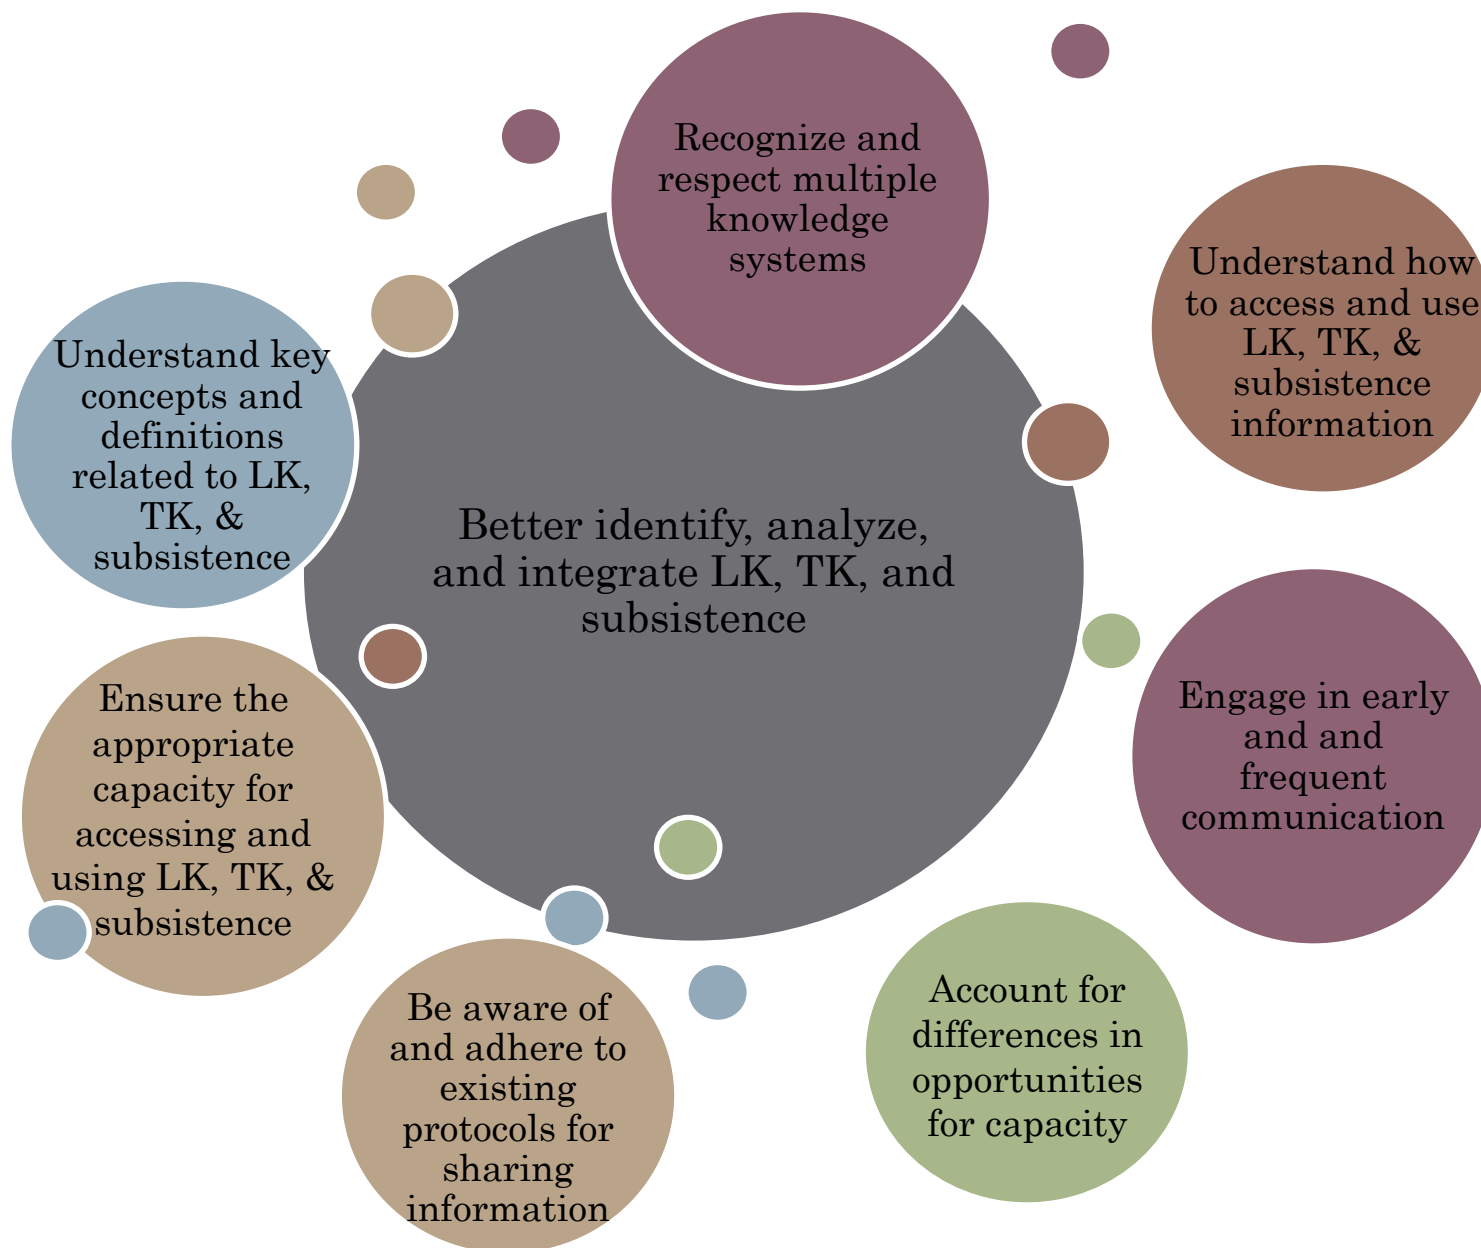 Recognize and
respect multiple
knowledge
systems
Understand how
to access and use
LK, TK, &
subsistence
information
Understand key
concepts and
definitions
related to LK,
TK, &
subsistence
Better identify, analyze,
and integrate LK, TK, and
subsistence
Engage in early
and and
frequent
communication
Ensure the
appropriate
capacity for
accessing and
using LK, TK, &
subsistence
Account for
differences in
opportunities
for capacity
Be aware of
and adhere to
existing
protocols for
sharing
information